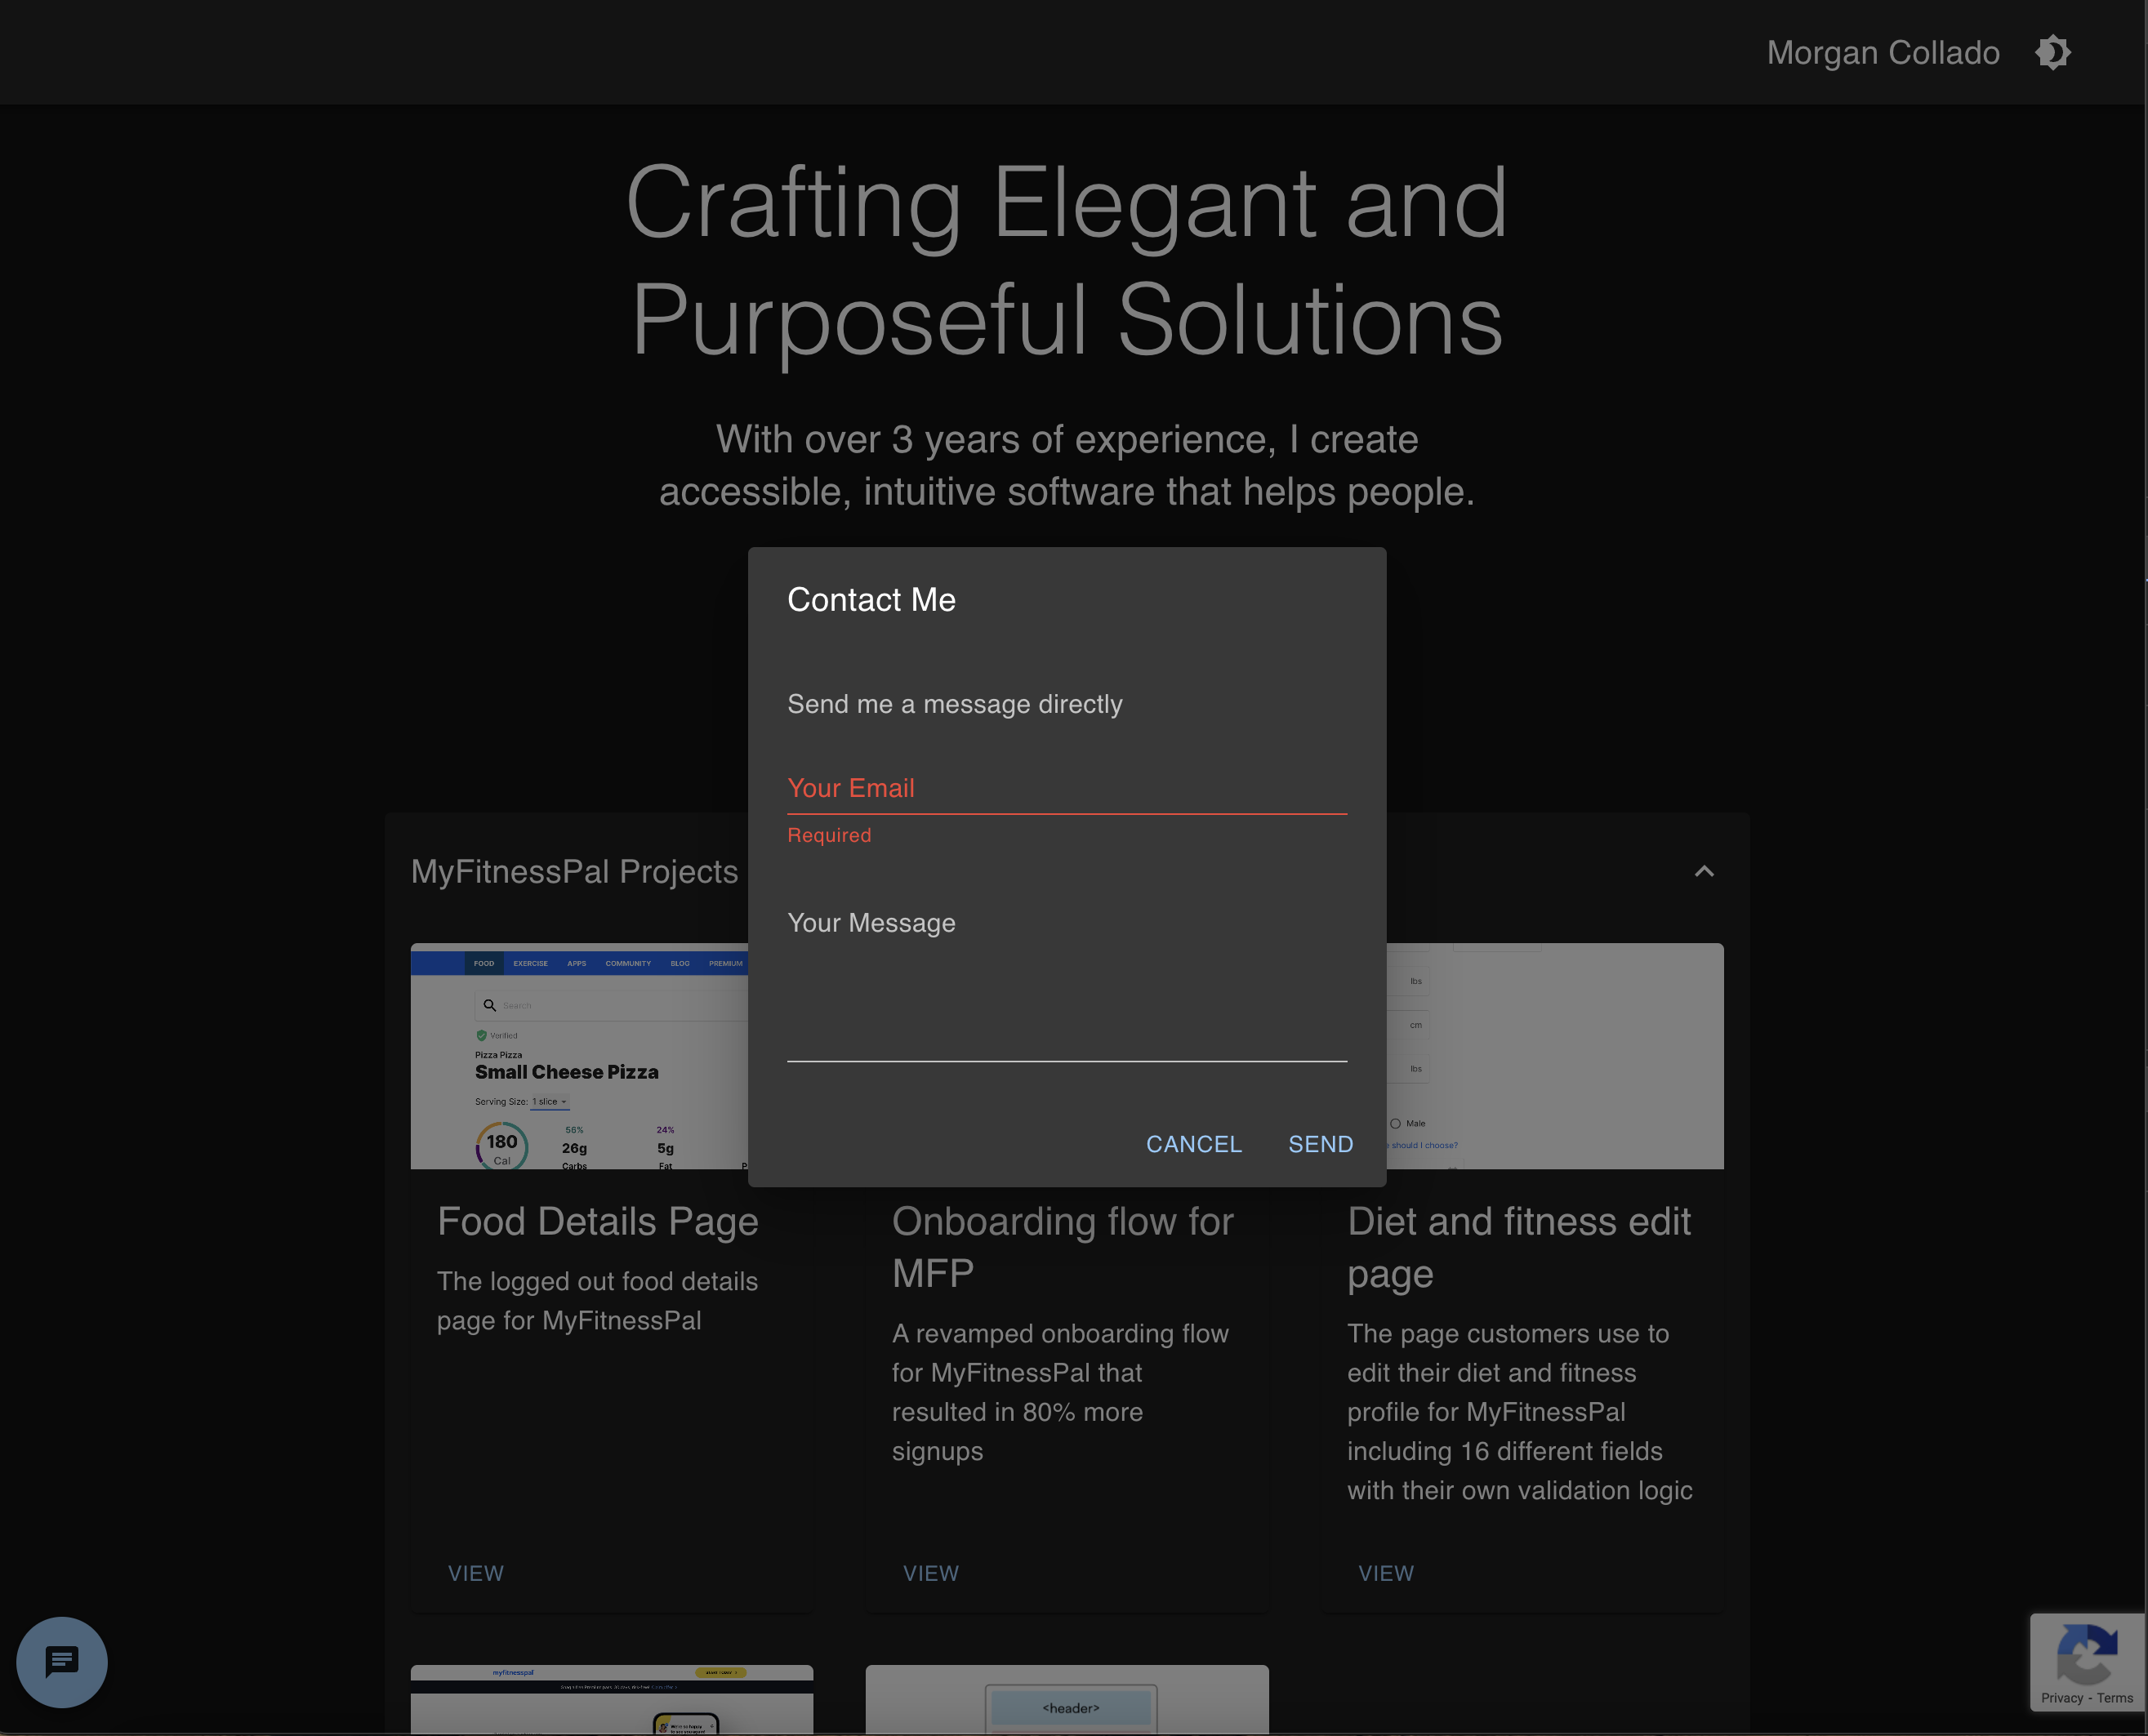 Morgan Collado
Crafting Elegant and
Purposeful Solutions
With over 3 years of experience, I create
accessible, intuitive software that helps people.
Contact Me
Send me a message directly
Your Email
Required
Your Message
CANCEL
SEND
MyFitnessPal Projects
FOOD EXERCISE APPS COMMUNITY BLOG PREMIUM
Search
Verified
Pizza Pizza
Small Cheese Pizza
Serving Size: 1 slice
180
Cal
56%
26g
Carbs
24%
5g
Fat
P
lbs
cm
lbs
Male
should I choose?
Food Details Page
The logged out food details
page for MyFitnessPal
VIEW
Onboarding flow for
MFP
A revamped onboarding flow
for MyFitnessPal that
resulted in 80% more
signups
VIEW
Diet and fitness edit
page
The page customers use to
edit their diet and fitness
profile for MyFitnessPal
including 16 different fields
with their own validation logic
VIEW
myfitnesspal
<header>
Privacy - Terms